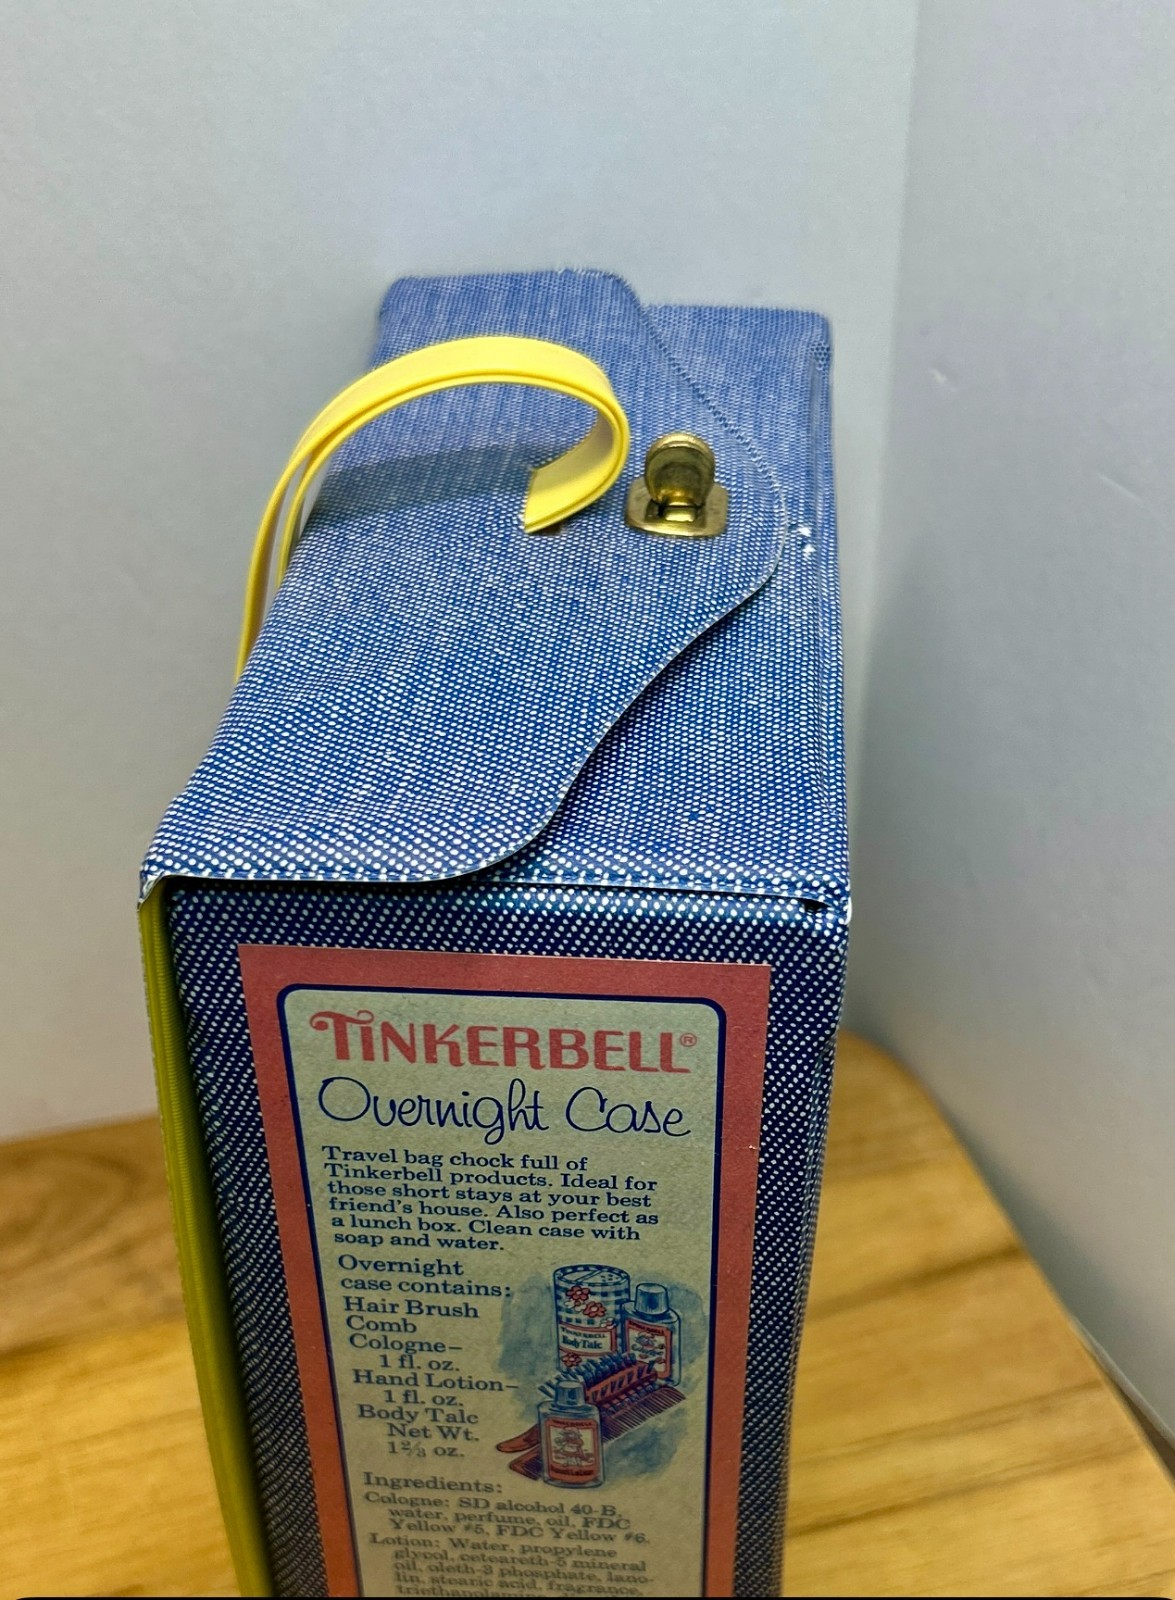 TINKERBELL®
Overnight Case
Travel bag chock full of
Tinkerbell products. Ideal for
those short stays at your best
friend's house. Also perfect as
a lunch box. Clean case with
soap and water.
Overnight
case contains:
Hair Brush
Comb
Cologne–
1 fl. oz.
Hand Lotion–
1 fl. oz.
Body Talc
Net Wt.
1⅔ oz.
TINKERBELL
Body Talc
TINKERBELL
TINKERBELL
Ingredients:
Cologne: SD alcohol 40-B,
water, perfume, oil, FDC
Yellow #5, FDC Yellow #6.
Lotion: Water, propylene
glycol, ceteareth-5 mineral
oil, oleth-3 phosphate, lano-
lin, stearic acid, fragrance,